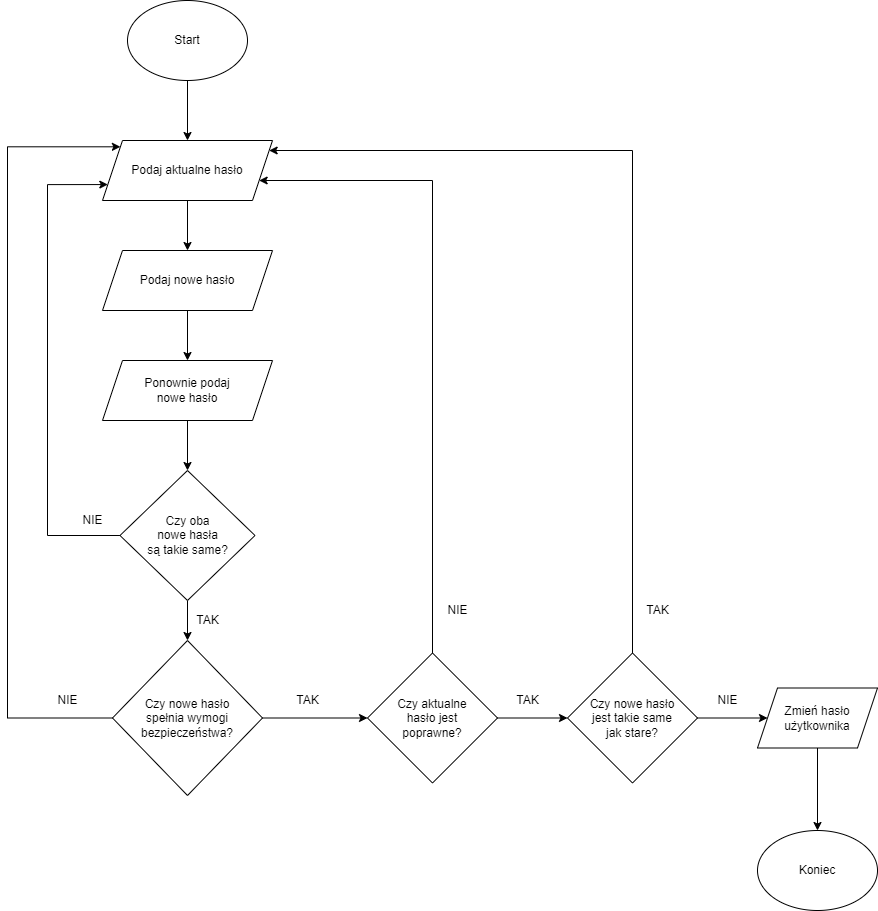 Start
Podaj aktualne hasło
Podaj nowe hasło
Ponownie podaj
nowe hasło
Czy oba
nowe hasła
są takie same?
NIE
TAK
Czy nowe hasło
spełnia wymogi
bezpieczeństwa?
NIE
TAK
Czy aktualne
hasło jest
poprawne?
NIE
TAK
Czy nowe hasło
jest takie same
jak stare?
TAK
NIE
Zmień hasło
użytkownika
Koniec